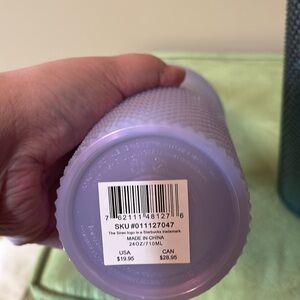 7 62111 48127 6
SKU #011127047
The Siren logo is a Starbucks trademark
MADE IN CHINA
24OZ/710ML
USA CAN
$19.95 $28.95